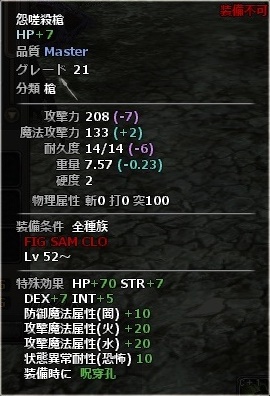 装備不可
怨嗟殺槍
HP+7
品質 Master
グレード 21
分類 槍
攻撃力 208 (-7)
魔法攻撃力 133 (+2)
耐久度 14/14 (-6)
重量 7.57 (-0.23)
硬度 2
物理属性 斬0 打0 突100
装備条件 全種族
FIG SAM CLO
Lv 52～
特殊効果 HP+70 STR+7
DEX+7 INT+5
防御魔法属性(闇) +10
攻撃魔法属性(火) +20
攻撃魔法属性(水) +20
状態異常耐性(恐怖) 10
装備時に 呪穿孔